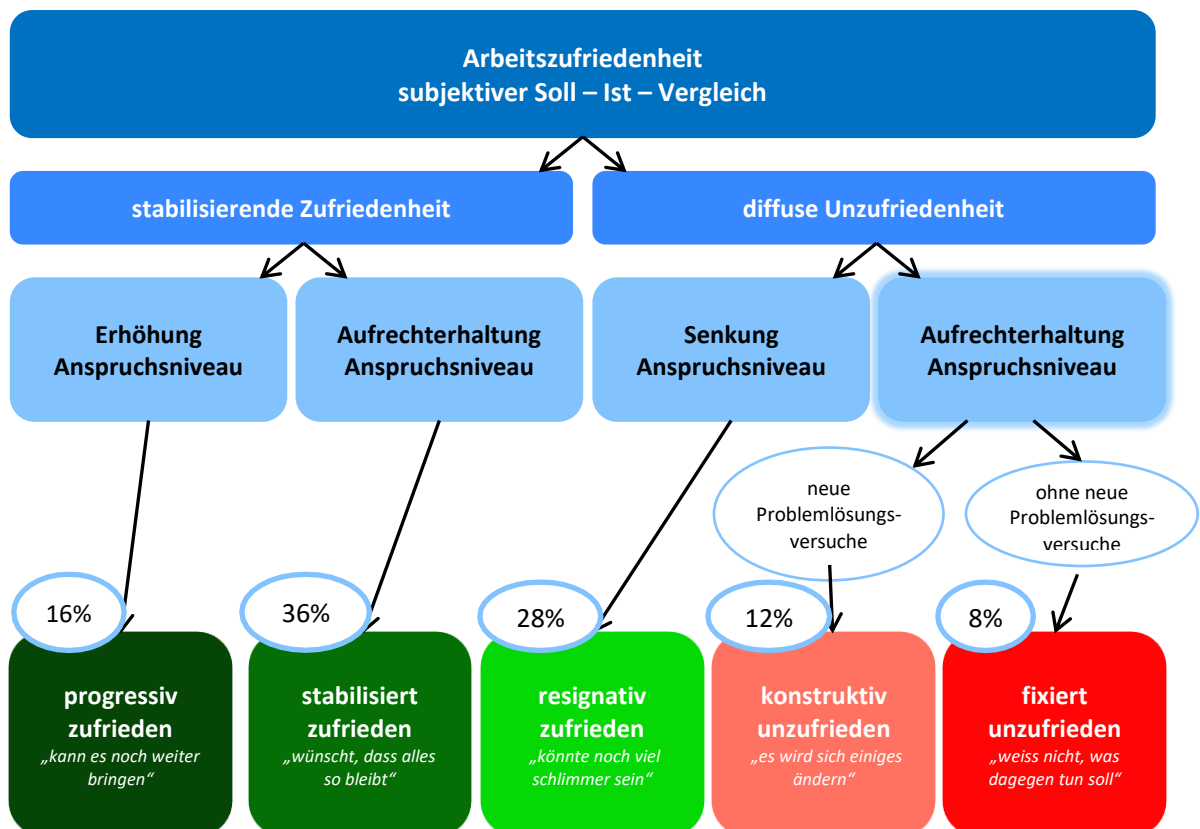 Arbeitszufriedenheit
subjektiver Soll – Ist – Vergleich
stabilisierende Zufriedenheit
diffuse Unzufriedenheit
Erhöhung
Anspruchsniveau
Aufrechterhaltung
Anspruchsniveau
Senkung
Anspruchsniveau
Aufrechterhaltung
Anspruchsniveau
neue
Problemlösungs-
versuche
ohne neue
Problemlösungs-
versuche
16%
36%
28%
12%
8%
progressiv
zufrieden
„kann es noch weiter
bringen“
stabilisiert
zufrieden
„wünscht, dass alles
so bleibt“
resignativ
zufrieden
„könnte noch viel
schlimmer sein“
konstruktiv
unzufrieden
„es wird sich einiges
ändern“
fixiert
unzufrieden
„weiss nicht, was
dagegen tun soll“